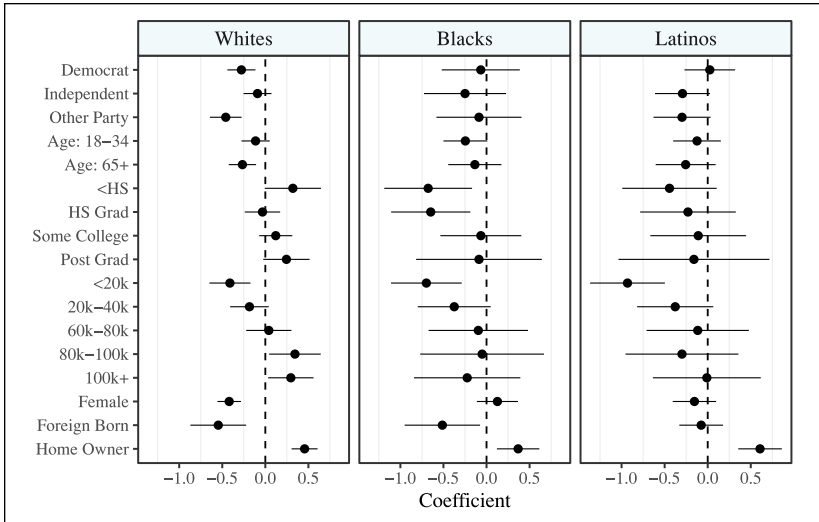 Whites Blacks Latinos
Democrat
Independent
Other Party
Age: 18−34
Age: 65+
<HS
HS Grad
Some College
Post Grad
<20k
20k−40k
60k−80k
80k−100k
100k+
Female
Foreign Born
Home Owner
−1.0 −0.5 0.0 0.5 −1.0 −0.5 0.0 0.5 −1.0 −0.5 0.0 0.5
Coefficient